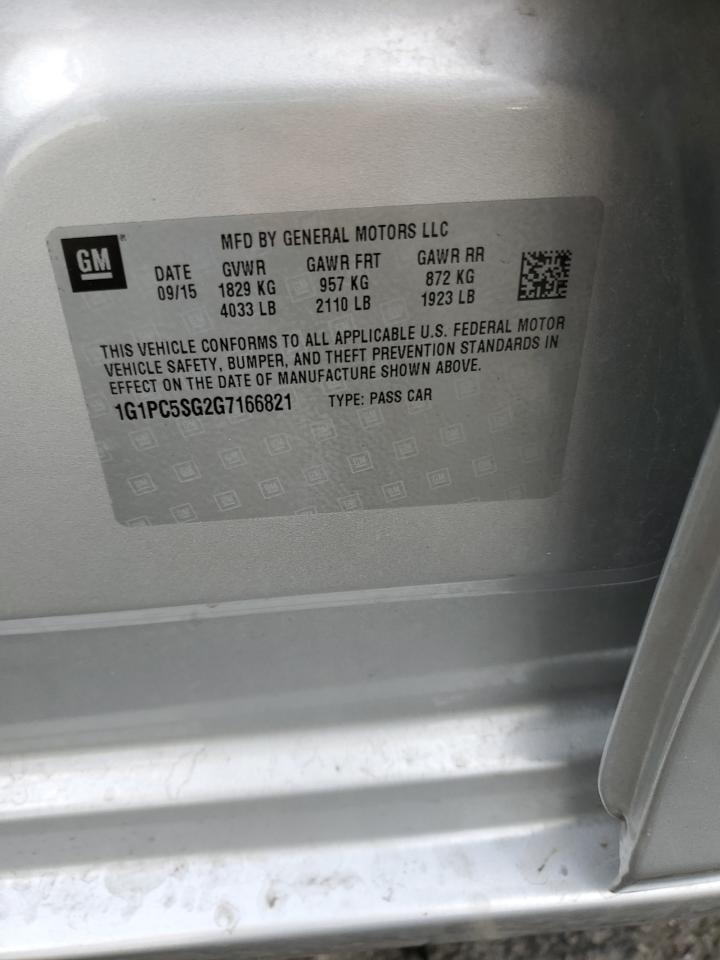 GM
MFD BY GENERAL MOTORS LLC
DATE GVWR GAWR FRT GAWR RR
09/15 1829 KG 957 KG 872 KG
4033 LB 2110 LB 1923 LB
THIS VEHICLE CONFORMS TO ALL APPLICABLE U.S. FEDERAL MOTOR
VEHICLE SAFETY, BUMPER, AND THEFT PREVENTION STANDARDS IN
EFFECT ON THE DATE OF MANUFACTURE SHOWN ABOVE.
1G1PC5SG2G7166821 TYPE: PASS CAR